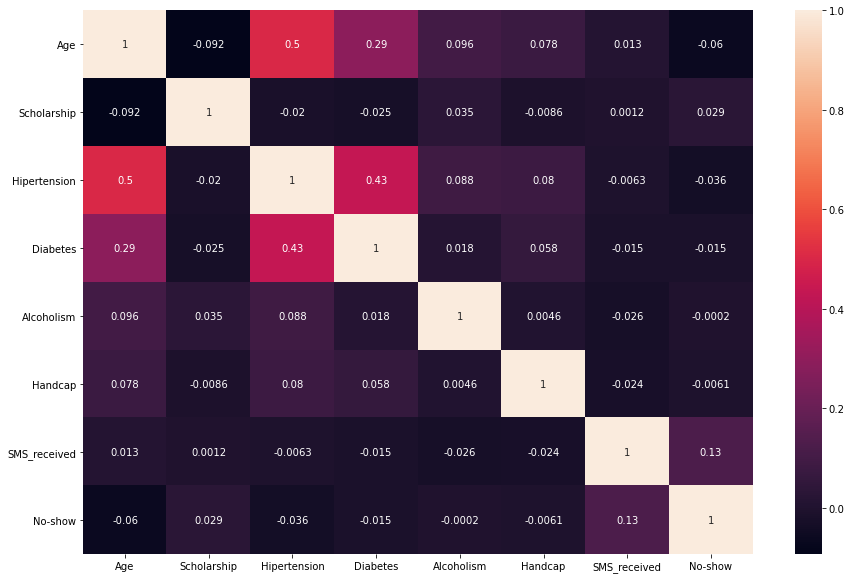 1.0
Age 1 -0.092 0.5 0.29 0.096 0.078 0.013 -0.06
Scholarship -0.092 1 -0.02 -0.025 0.035 -0.0086 0.0012 0.029
0.8
Hipertension 0.5 -0.02 1 0.43 0.088 0.08 -0.0063 -0.036
0.6
Diabetes 0.29 -0.025 0.43 1 0.018 0.058 -0.015 -0.015
Alcoholism 0.096 0.035 0.088 0.018 1 0.0046 -0.026 -0.0002
0.4
Handcap 0.078 -0.0086 0.08 0.058 0.0046 1 -0.024 -0.0061
0.2
SMS_received 0.013 0.0012 -0.0063 -0.015 -0.026 -0.024 1 0.13
0.0
No-show -0.06 0.029 -0.036 -0.015 -0.0002 -0.0061 0.13 1
Age Scholarship Hipertension Diabetes Alcoholism Handcap SMS_received No-show